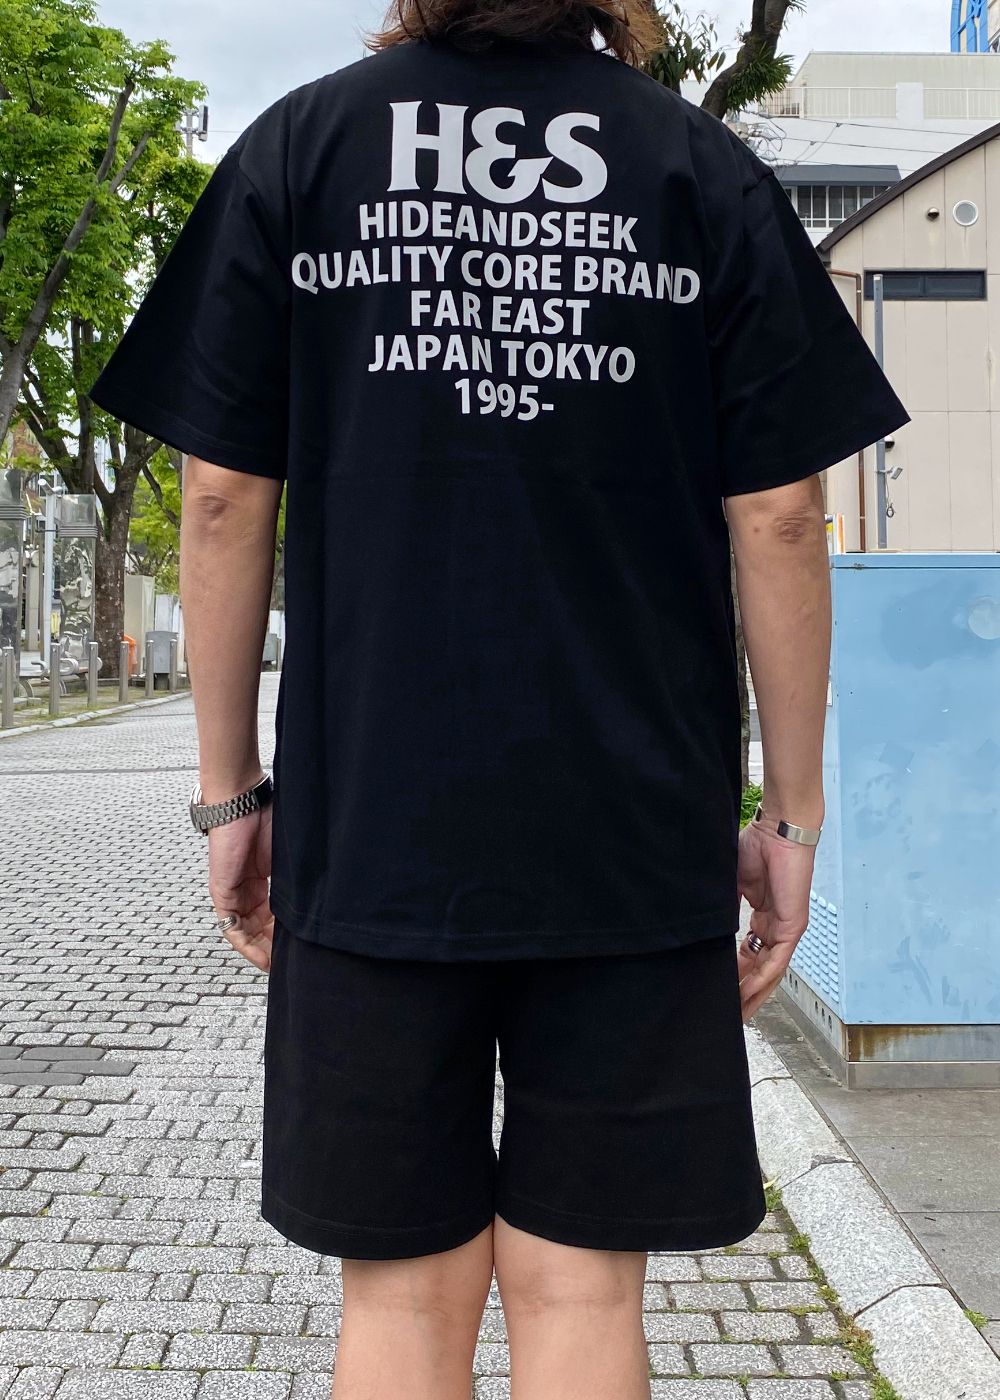 H&S
HIDEANDSEEK
QUALITY CORE BRAND
FAR EAST
JAPAN TOKYO
1995-